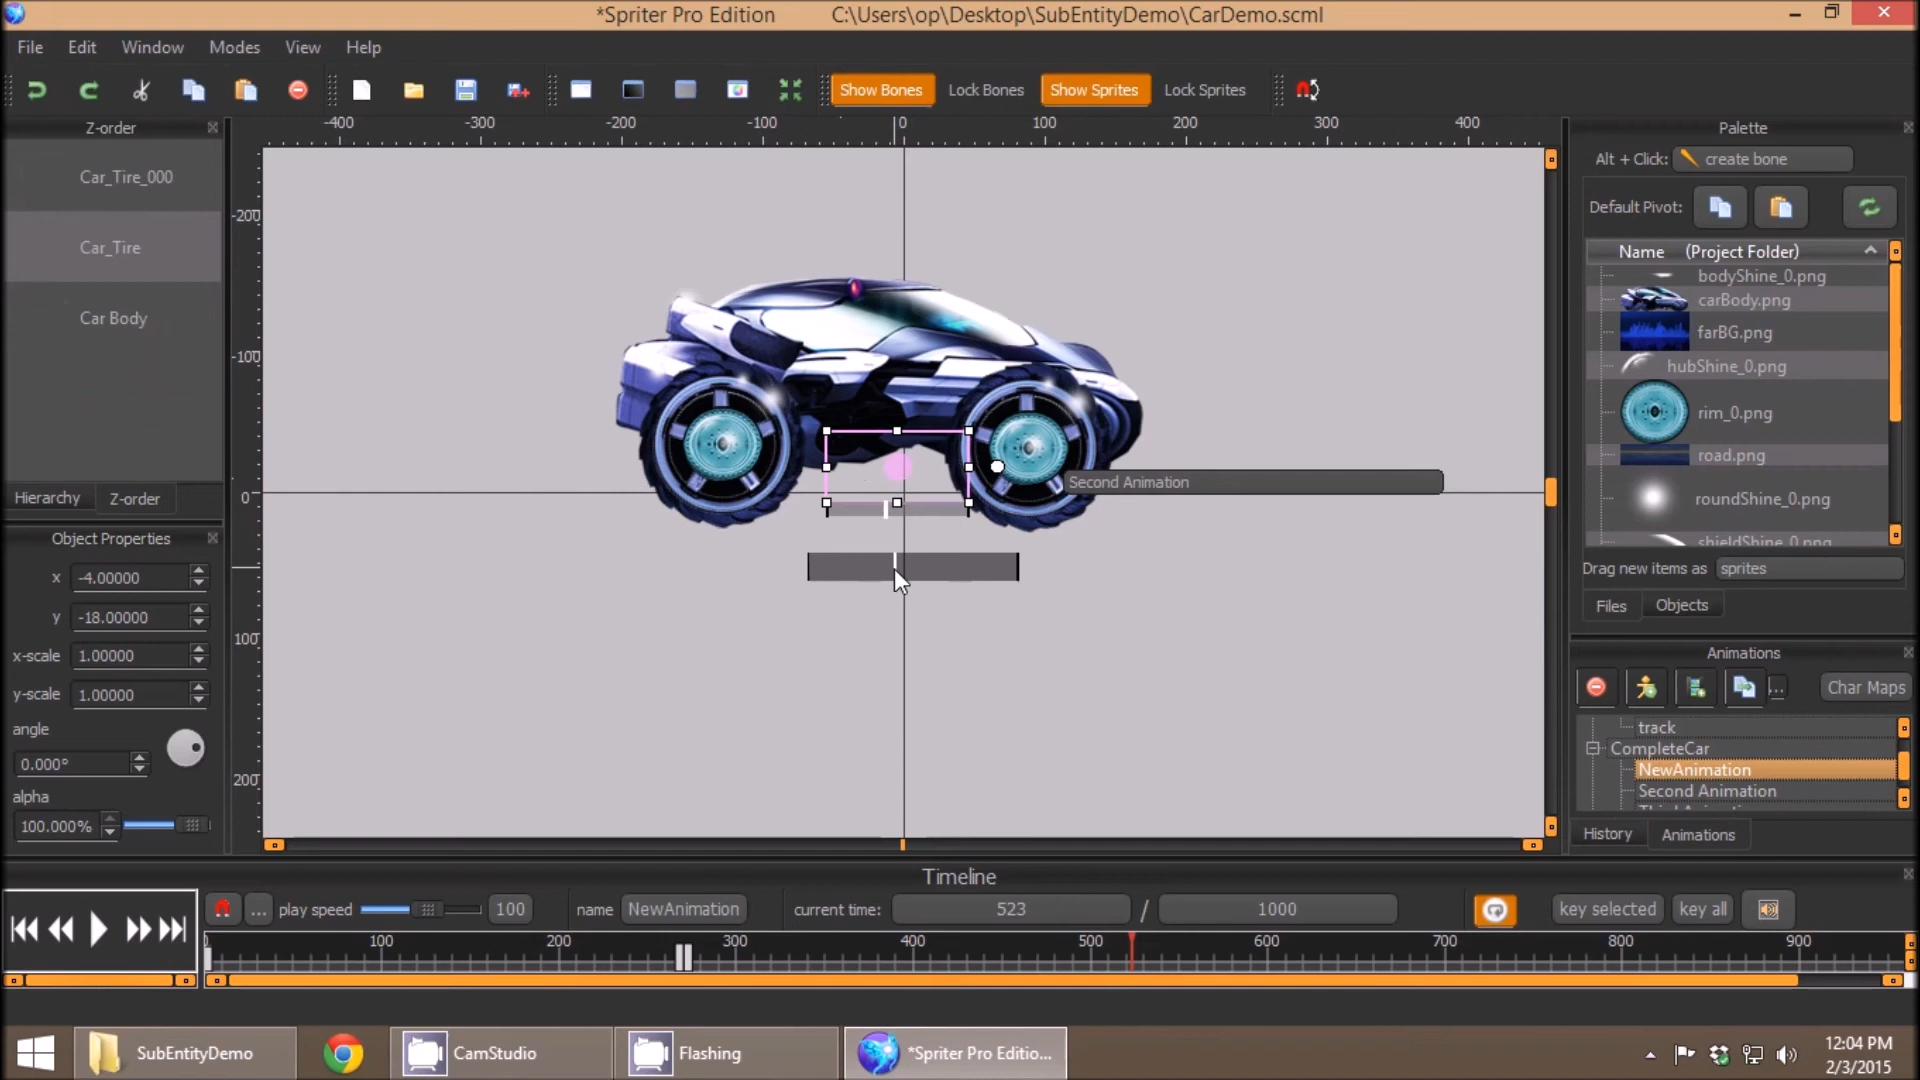 *Spriter Pro Edition C:\Users\op\Desktop\SubEntityDemo\CarDemo.scml
File Edit Window Modes View Help
Show Bones Lock Bones Show Sprites Lock Sprites
Z-order
Car_Tire_000
Car_Tire
Car Body
Hierarchy Z-order
Object Properties
x -4.00000
y -18.00000
x-scale 1.00000
y-scale 1.00000
angle
0.000°
alpha
100.000%
-400 -300 -200 -100 0 100 200 300 400
-200
-100
0
100
200
Second Animation
Palette
Alt + Click: create bone
Default Pivot:
Name (Project Folder)
bodyShine_0.png
carBody.png
farBG.png
hubShine_0.png
rim_0.png
road.png
roundShine_0.png
shieldShine_0.png
Drag new items as sprites
Files Objects
Animations
... Char Maps
track
CompleteCar
NewAnimation
Second Animation
History Animations
Timeline
... play speed 100 name NewAnimation current time: 523 / 1000 key selected key all
0 100 200 300 400 500 600 700 800 900
SubEntityDemo CamStudio Flashing *Spriter Pro Editio...
12:04 PM
2/3/2015